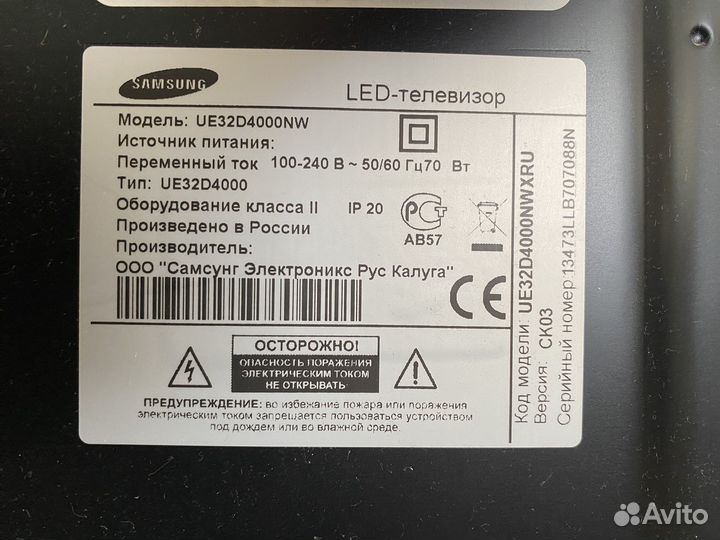 SAMSUNG
LED-телевизор
Модель: UE32D4000NW
Источник питания:
Переменный ток 100-240 В ~ 50/60 Гц70 Вт
Тип: UE32D4000
Оборудование класса II IP 20
Произведено в России
Производитель:
ООО "Самсунг Электроникс Рус Калуга"
РСТ
АВ57
CE
ОСТОРОЖНО!
ОПАСНОСТЬ ПОРАЖЕНИЯ
ЭЛЕКТРИЧЕСКИМ ТОКОМ
НЕ ОТКРЫВАТЬ
ПРЕДУПРЕЖДЕНИЕ: во избежание пожара или поражения
электрическим током запрещается пользоваться устройством
под дождем или во влажной среде.
Код модели: UE32D4000NWXRU
Версия: CK03
Серийный номер 13473LLB707088N
Avito